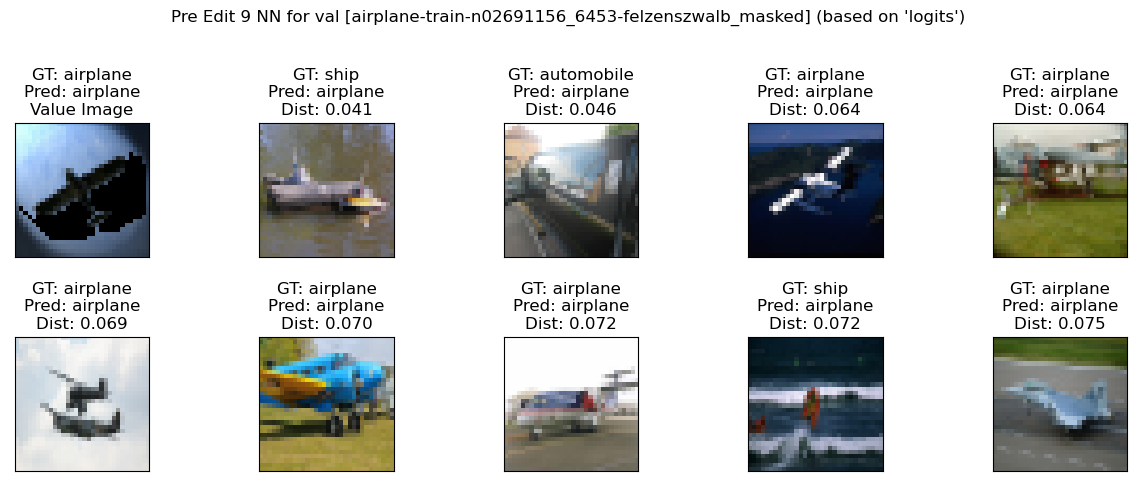 Pre Edit 9 NN for val [airplane-train-n02691156_6453-felzenszwalb_masked] (based on 'logits')
GT: airplane
Pred: airplane
Value Image
GT: ship
Pred: airplane
Dist: 0.041
GT: automobile
Pred: airplane
Dist: 0.046
GT: airplane
Pred: airplane
Dist: 0.064
GT: airplane
Pred: airplane
Dist: 0.064
GT: airplane
Pred: airplane
Dist: 0.069
GT: airplane
Pred: airplane
Dist: 0.070
GT: airplane
Pred: airplane
Dist: 0.072
GT: ship
Pred: airplane
Dist: 0.072
GT: airplane
Pred: airplane
Dist: 0.075